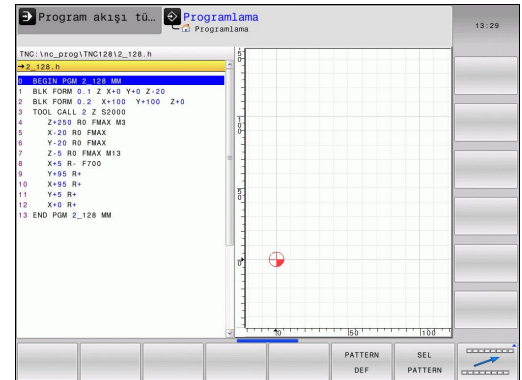 Program akışı tü...
Programlama
Programlama
13:29
TNC:\nc_prog\TNC128\2_128.h
→2_128.h
0 BEGIN PGM 2_128 MM
1 BLK FORM 0.1 Z X+0 Y+0 Z-20
2 BLK FORM 0.2 X+100 Y+100 Z+0
3 TOOL CALL 2 Z S2000
4 Z+250 R0 FMAX M3
5 X-20 R0 FMAX
6 Y-20 R0 FMAX
7 Z-5 R0 FMAX M13
8 X+5 R- F700
9 Y+95 R+
10 X+95 R+
11 Y+5 R+
12 X+0 R+
13 END PGM 2_128 MM
100
50
0
0
50
100
PATTERN DEF
SEL PATTERN